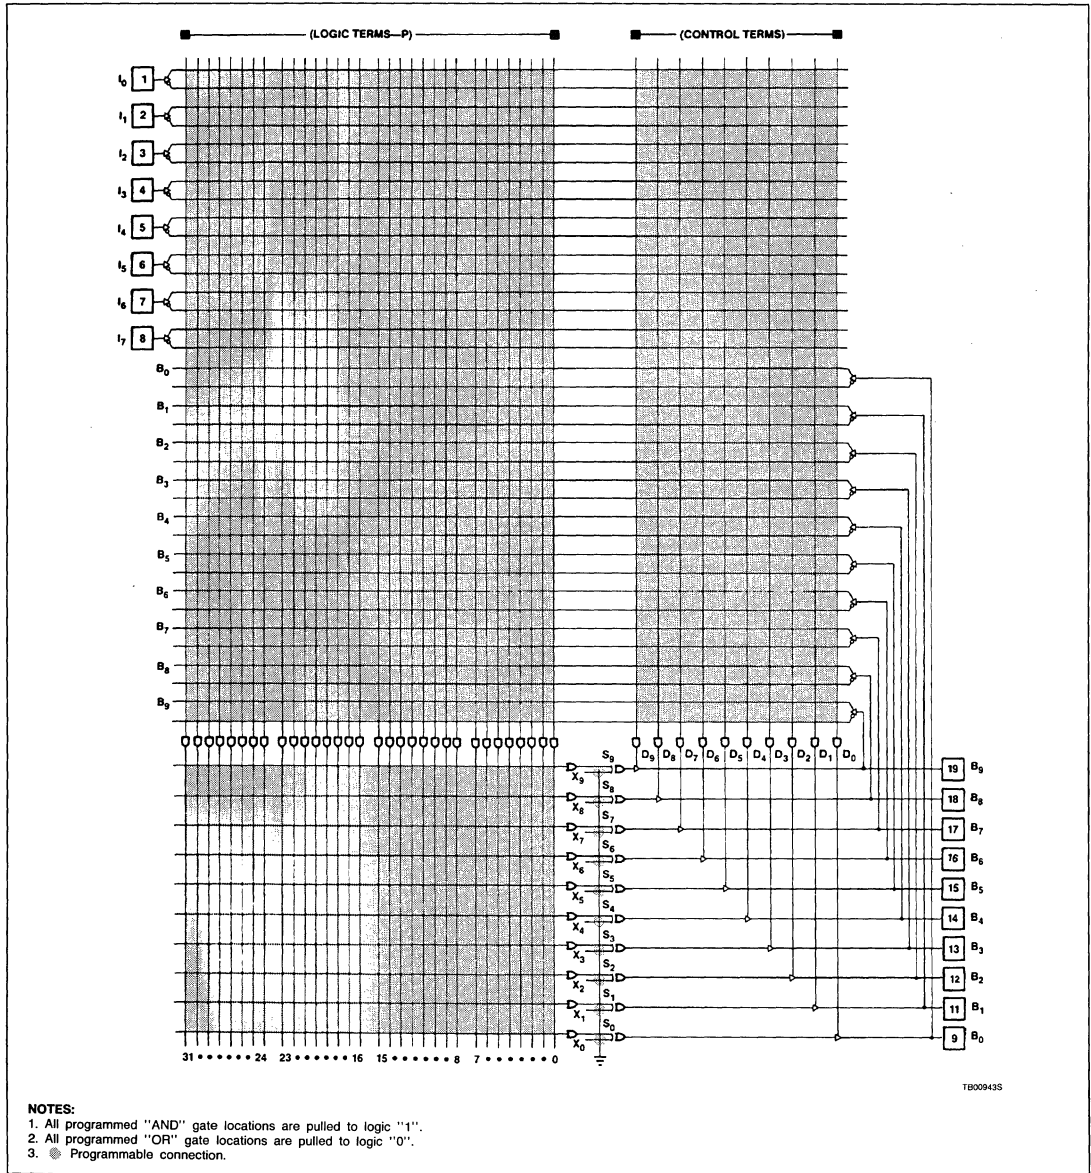 (LOGIC TERMS—P) (CONTROL TERMS)
I0 1
I1 2
I2 3
I3 4
I4 5
I5 6
I6 7
I7 8
B0
B1
B2
B3
B4
B5
B6
B7
B8
B9
S9 D9 D8 D7 D6 D5 D4 D3 D2 D1 D0
X9 19 B9
S8
X8 18 B8
S7
X7 17 B7
S6
X6 16 B6
S5
X5 15 B5
S4
X4 14 B4
S3
X3 13 B3
S2
X2 12 B2
S1
X1 11 B1
S0
X0 9 B0
31 • • • • • • 24 23 • • • • • • 16 15 • • • • • • 8 7 • • • • • • 0
TB00943S
NOTES:
1. All programmed "AND" gate locations are pulled to logic "1".
2. All programmed "OR" gate locations are pulled to logic "0".
3. Programmable connection.